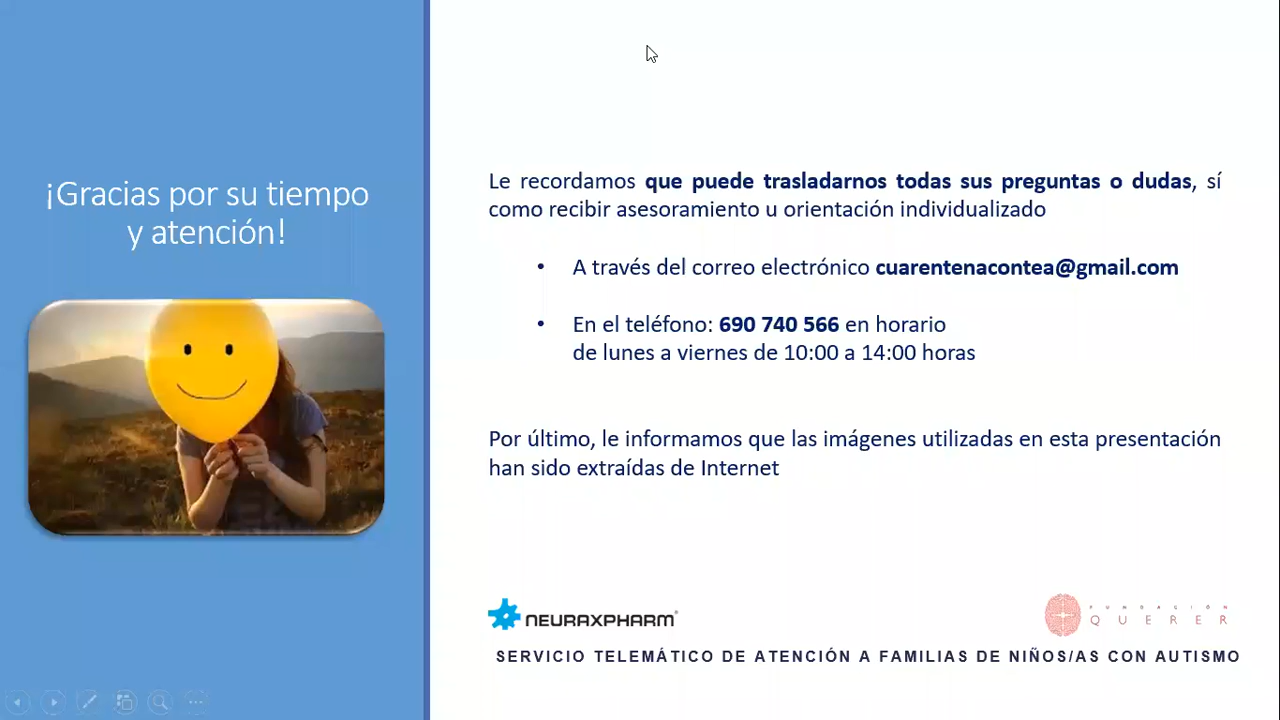 ¡Gracias por su tiempo
y atención!
Le recordamos que puede trasladarnos todas sus preguntas o dudas, sí
como recibir asesoramiento u orientación individualizado
• A través del correo electrónico cuarentenacontea@gmail.com
• En el teléfono: 690 740 566 en horario
de lunes a viernes de 10:00 a 14:00 horas
Por último, le informamos que las imágenes utilizadas en esta presentación
han sido extraídas de Internet
NEURAXPHARM®
FUNDACIÓN
QUERER
SERVICIO TELEMÁTICO DE ATENCIÓN A FAMILIAS DE NIÑOS/AS CON AUTISMO